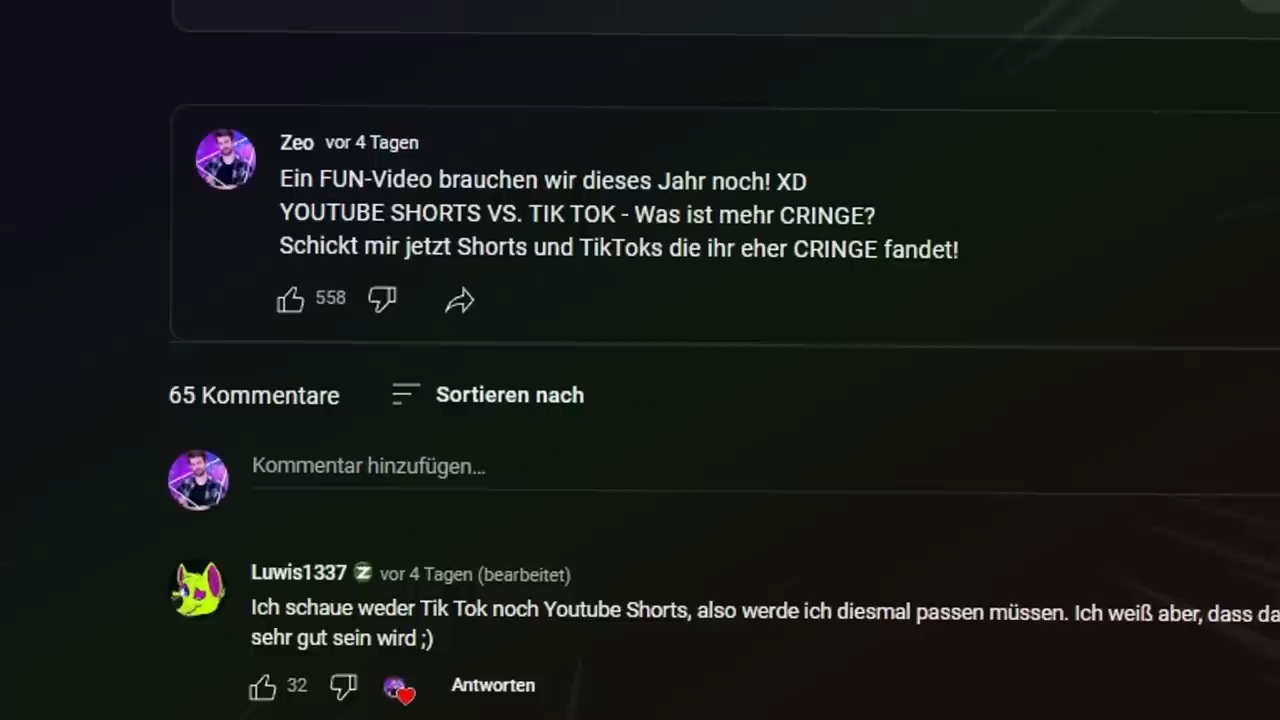 Zeo vor 4 Tagen
Ein FUN-Video brauchen wir dieses Jahr noch! XD
YOUTUBE SHORTS VS. TIK TOK - Was ist mehr CRINGE?
Schickt mir jetzt Shorts und TikToks die ihr eher CRINGE fandet!
558
65 Kommentare Sortieren nach
Kommentar hinzufügen...
Luwis1337 Z vor 4 Tagen (bearbeitet)
Ich schaue weder Tik Tok noch Youtube Shorts, also werde ich diesmal passen müssen. Ich weiß aber, dass da
sehr gut sein wird ;)
32 Antworten